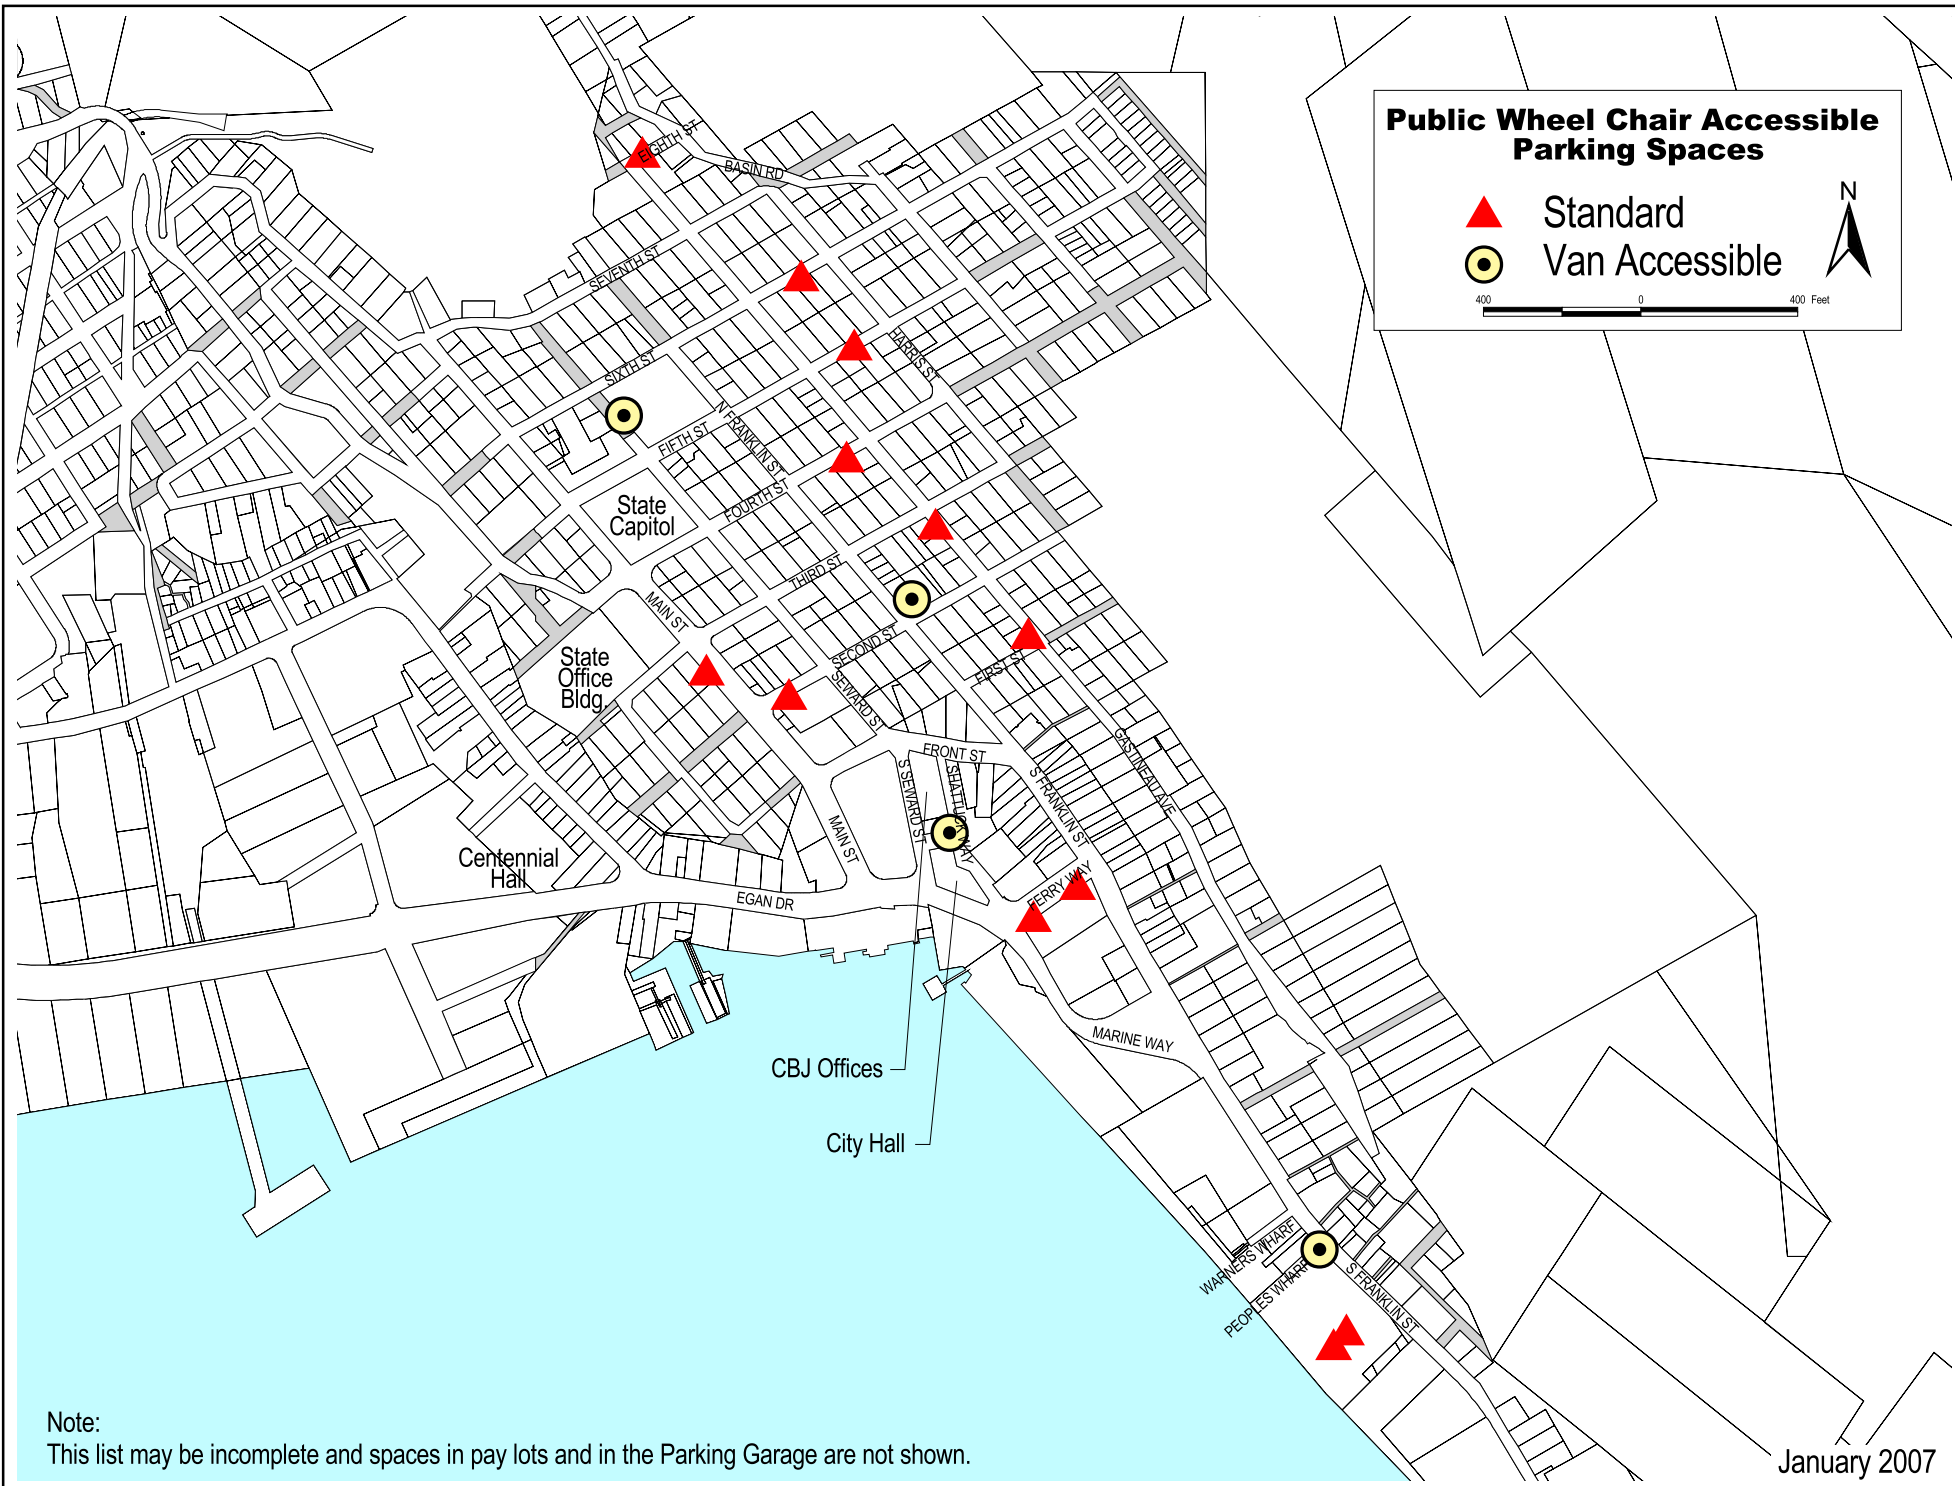 Public Wheel Chair Accessible
Parking Spaces
N
Standard
Van Accessible
400 0 400 Feet
EIGHTH ST
BASIN RD
SEVENTH ST
HARRIS ST
SIXTH ST
N FRANKLIN ST
FIFTH ST
FOURTH ST
State
Capitol
THIRD ST
MAIN ST
SECOND ST
State
Office
Bldg.
FIRST ST
SEWARD ST
FRONT ST
GASTINEAU AVE
S SEWARD ST
SHATTUCK WAY
S FRANKLIN ST
MAIN ST
Centennial
Hall
FERRY WAY
EGAN DR
MARINE WAY
CBJ Offices
City Hall
WARNERS WHARF
PEOPLES WHARF
S FRANKLIN ST
Note:
This list may be incomplete and spaces in pay lots and in the Parking Garage are not shown.
January 2007